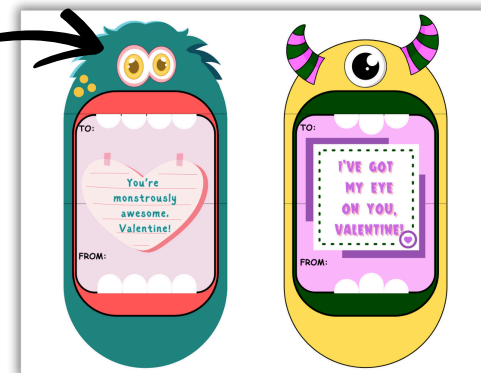 TO:
You're
monstrously
awesome,
Valentine!
FROM:
TO:
I'VE GOT
MY EYE
ON YOU,
VALENTINE!
FROM: